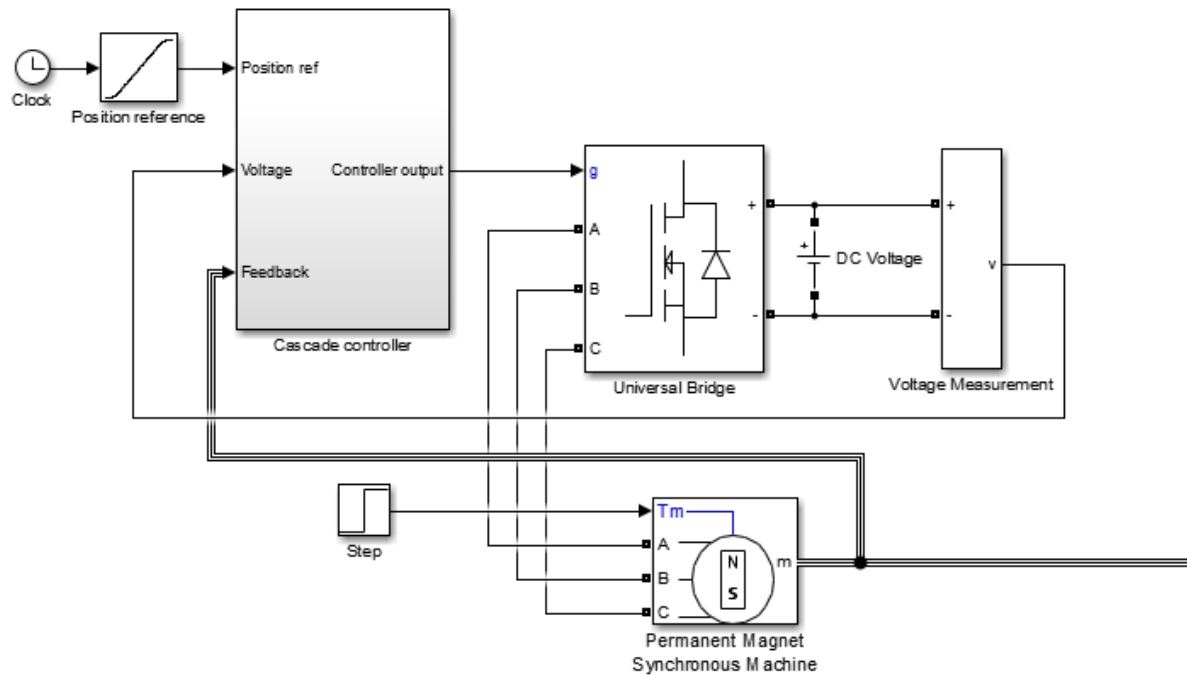 Clock
Position reference
Position ref
Voltage
Controller output
Feedback
Cascade controller
g
A
B
C
+
-
Universal Bridge
+
DC Voltage
+
-
v
Voltage Measurement
Step
Tm
A
B
C
N
S
m
Permanent Magnet
Synchronous Machine